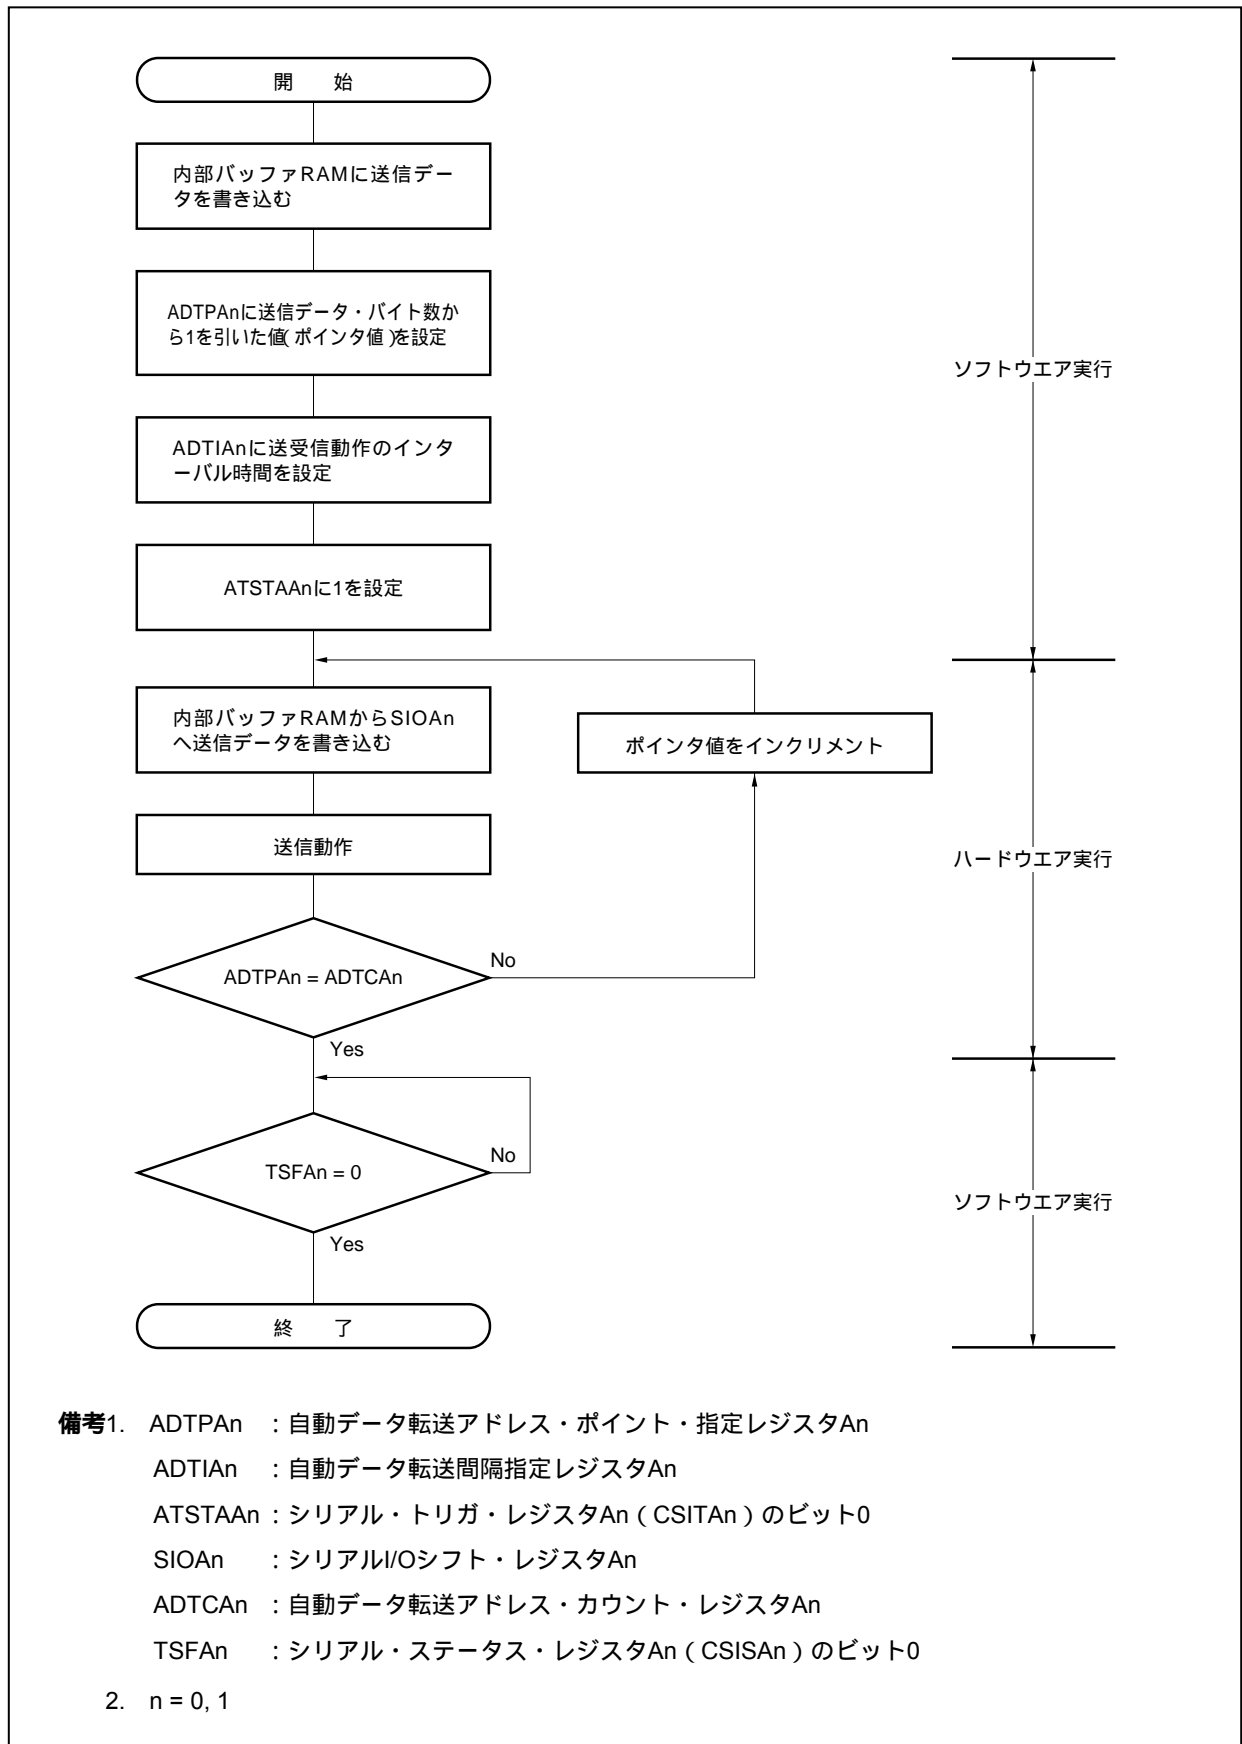 開　始
内部バッファRAMに送信デー
タを書き込む
ADTPAnに送信データ・バイト数か
ら1を引いた値(ポインタ値)を設定
ADTIAnに送受信動作のインタ
ーバル時間を設定
ATSTAAnに1を設定
ソフトウエア実行
内部バッファRAMからSIOAn
へ送信データを書き込む
ポインタ値をインクリメント
送信動作
ADTPAn = ADTCAn
No
Yes
ハードウエア実行
TSFAn = 0
No
Yes
ソフトウエア実行
終　了
備考1. ADTPAn ：自動データ転送アドレス・ポイント・指定レジスタAn
ADTIAn ：自動データ転送間隔指定レジスタAn
ATSTAAn：シリアル・トリガ・レジスタAn（CSITAn）のビット0
SIOAn ：シリアルI/Oシフト・レジスタAn
ADTCAn ：自動データ転送アドレス・カウント・レジスタAn
TSFAn ：シリアル・ステータス・レジスタAn（CSISAn）のビット0
2. n = 0, 1